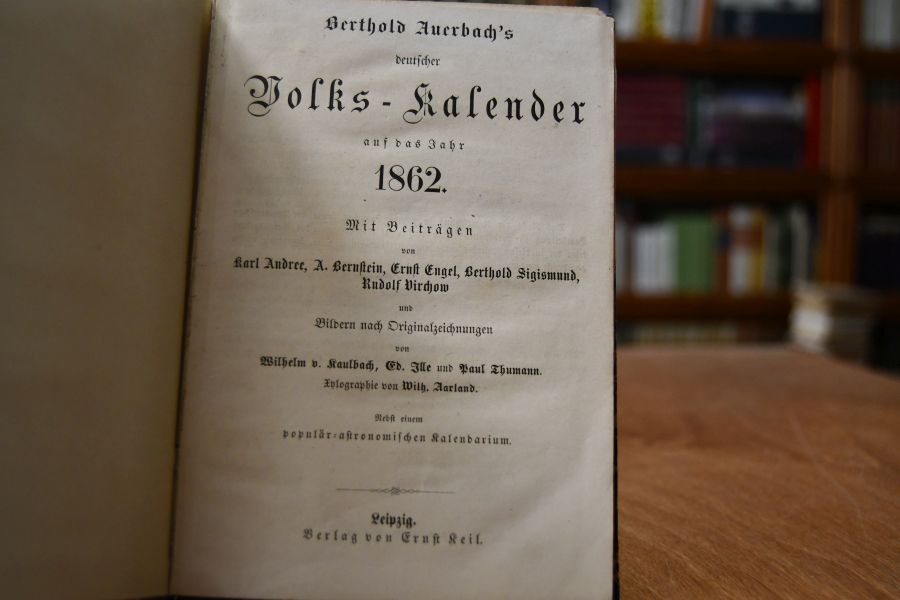 Berthold Auerbach's
deutscher
Volks-Kalender
auf das Jahr
1862.
Mit Beiträgen
von
Karl Andree, A. Bernstein, Ernst Engel, Berthold Sigismund,
Rudolf Virchow
und
Bildern nach Originalzeichnungen
von
Wilhelm v. Kaulbach, Ed. Ille und Paul Thumann.
Xylographie von Wilh. Aarland.
Nebst einem
populär-astronomischen Kalendarium.
Leipzig.
Verlag von Ernst Keil.